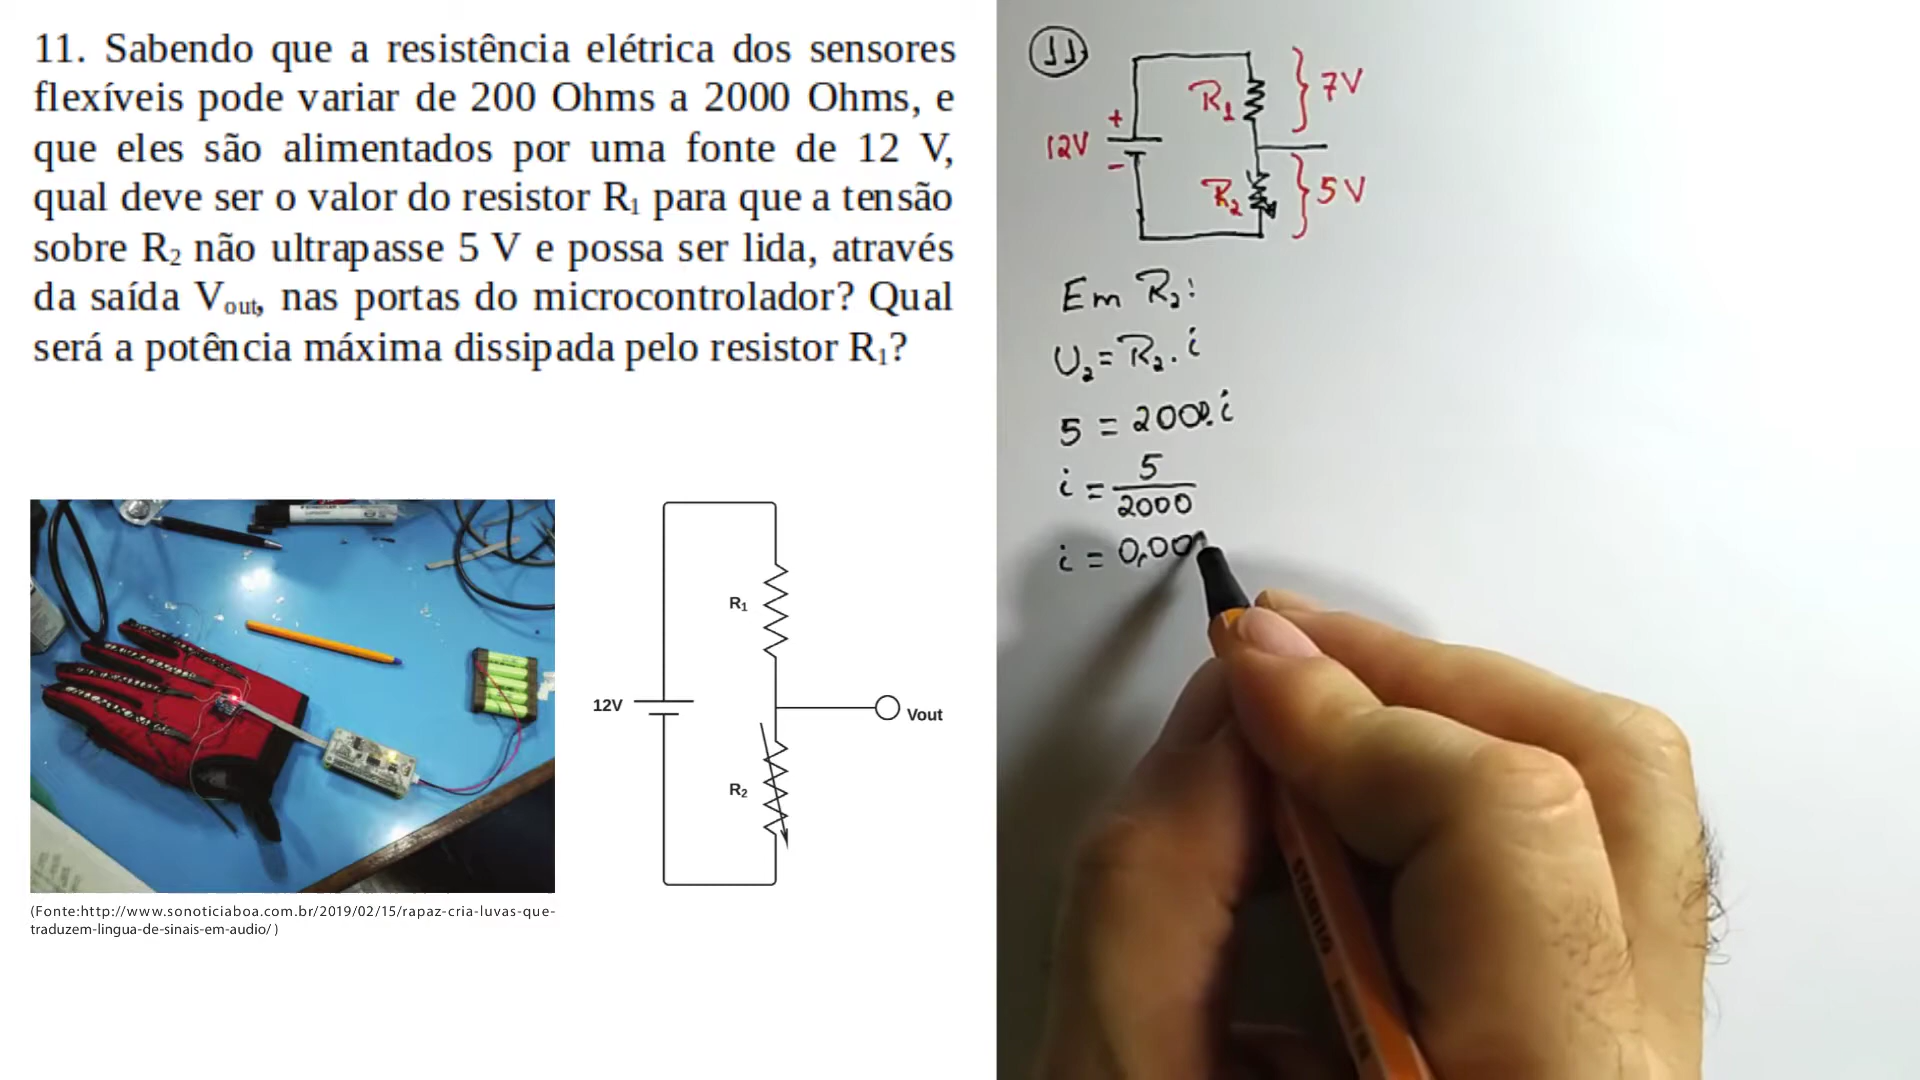 11. Sabendo que a resistência elétrica dos sensores
flexíveis pode variar de 200 Ohms a 2000 Ohms, e
que eles são alimentados por uma fonte de 12 V,
qual deve ser o valor do resistor R₁ para que a tensão
sobre R₂ não ultrapasse 5 V e possa ser lida, através
da saída Vout, nas portas do microcontrolador? Qual
será a potência máxima dissipada pelo resistor R₁?
R₁
12V
Vout
R₂
(Fonte:http://www.sonoticiaboa.com.br/2019/02/15/rapaz-cria-luvas-que-
traduzem-lingua-de-sinais-em-audio/ )
11
R₁ } 7V
+
12V
-
R₂ } 5V
Em R₂:
U₂ = R₂ . i
5 = 2000. i
i = 5
2000
i = 0,00
STABILO